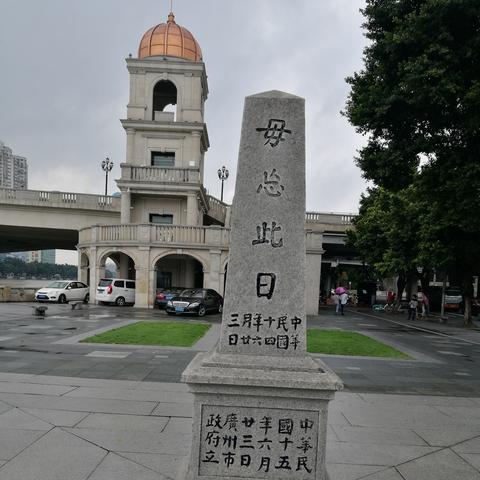 毋忘此日
中華
民國
十四
年六
月廿
三日
中華民
國十五
年六月
廿三日
廣州市
政府立